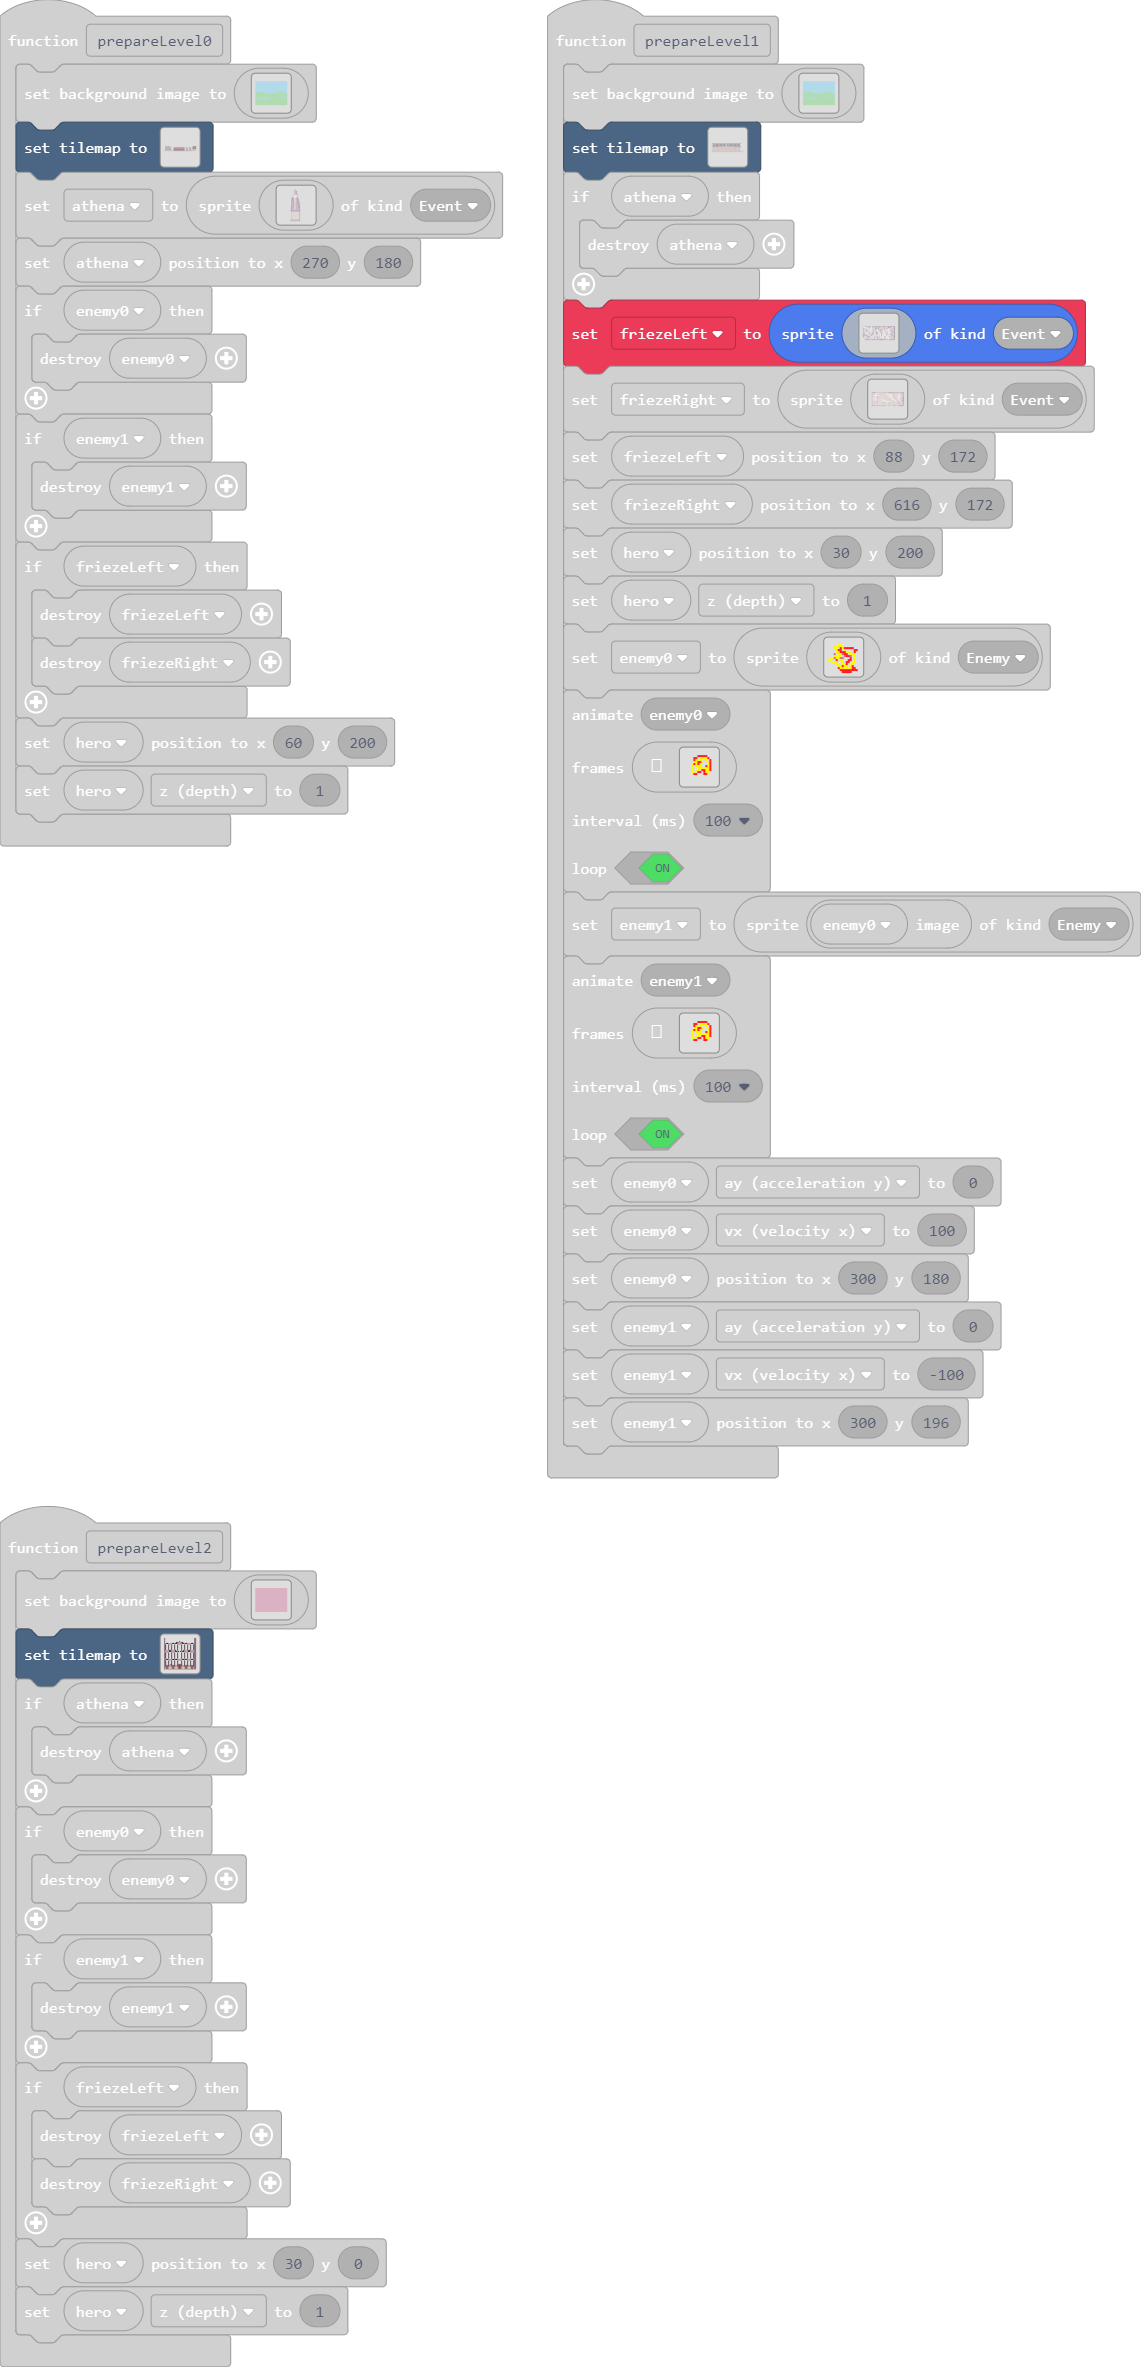 function prepareLevel0
set background image to
set tilemap to
set athena to sprite of kind Event
set athena position to x 270 y 180
if enemy0 then
destroy enemy0
if enemy1 then
destroy enemy1
if friezeLeft then
destroy friezeLeft
destroy friezeRight
set hero position to x 60 y 200
set hero z (depth) to 1
function prepareLevel1
set background image to
set tilemap to
if athena then
destroy athena
set friezeLeft to sprite of kind Event
set friezeRight to sprite of kind Event
set friezeLeft position to x 88 y 172
set friezeRight position to x 616 y 172
set hero position to x 30 y 200
set hero z (depth) to 1
set enemy0 to sprite of kind Enemy
animate enemy0
frames
interval (ms) 100
loop ON
set enemy1 to sprite enemy0 image of kind Enemy
animate enemy1
frames
interval (ms) 100
loop ON
set enemy0 ay (acceleration y) to 0
set enemy0 vx (velocity x) to 100
set enemy0 position to x 300 y 180
set enemy1 ay (acceleration y) to 0
set enemy1 vx (velocity x) to -100
set enemy1 position to x 300 y 196
function prepareLevel2
set background image to
set tilemap to
if athena then
destroy athena
if enemy0 then
destroy enemy0
if enemy1 then
destroy enemy1
if friezeLeft then
destroy friezeLeft
destroy friezeRight
set hero position to x 30 y 0
set hero z (depth) to 1